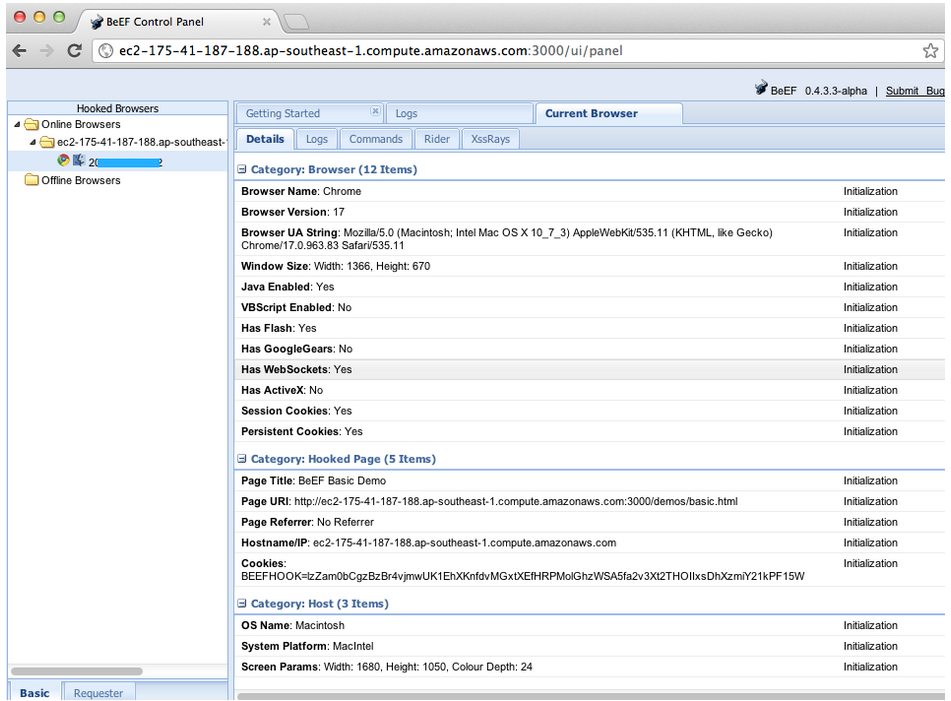 BeEF Control Panel
ec2-175-41-187-188.ap-southeast-1.compute.amazonaws.com:3000/ui/panel
BeEF 0.4.3.3-alpha | Submit Bug
Hooked Browsers
Online Browsers
ec2-175-41-187-188.ap-southeast-
Offline Browsers
Basic Requester
Getting Started Logs Current Browser
Details Logs Commands Rider XssRays
Category: Browser (12 Items)
Browser Name: Chrome Initialization
Browser Version: 17 Initialization
Browser UA String: Mozilla/5.0 (Macintosh; Intel Mac OS X 10_7_3) AppleWebKit/535.11 (KHTML, like Gecko) Initialization
Chrome/17.0.963.83 Safari/535.11
Window Size: Width: 1366, Height: 670 Initialization
Java Enabled: Yes Initialization
VBScript Enabled: No Initialization
Has Flash: Yes Initialization
Has GoogleGears: No Initialization
Has WebSockets: Yes Initialization
Has ActiveX: No Initialization
Session Cookies: Yes Initialization
Persistent Cookies: Yes Initialization
Category: Hooked Page (5 Items)
Page Title: BeEF Basic Demo Initialization
Page URI: http://ec2-175-41-187-188.ap-southeast-1.compute.amazonaws.com:3000/demos/basic.html Initialization
Page Referrer: No Referrer Initialization
Hostname/IP: ec2-175-41-187-188.ap-southeast-1.compute.amazonaws.com Initialization
Cookies: Initialization
BEEFHOOK=lzZam0bCgzBzBr4vjmwUK1EhXKnfdvMGxtXEfHRPMolGhzWSA5fa2v3Xt2THOIIxsDhXzmiY21kPF15W
Category: Host (3 Items)
OS Name: Macintosh Initialization
System Platform: MacIntel Initialization
Screen Params: Width: 1680, Height: 1050, Colour Depth: 24 Initialization